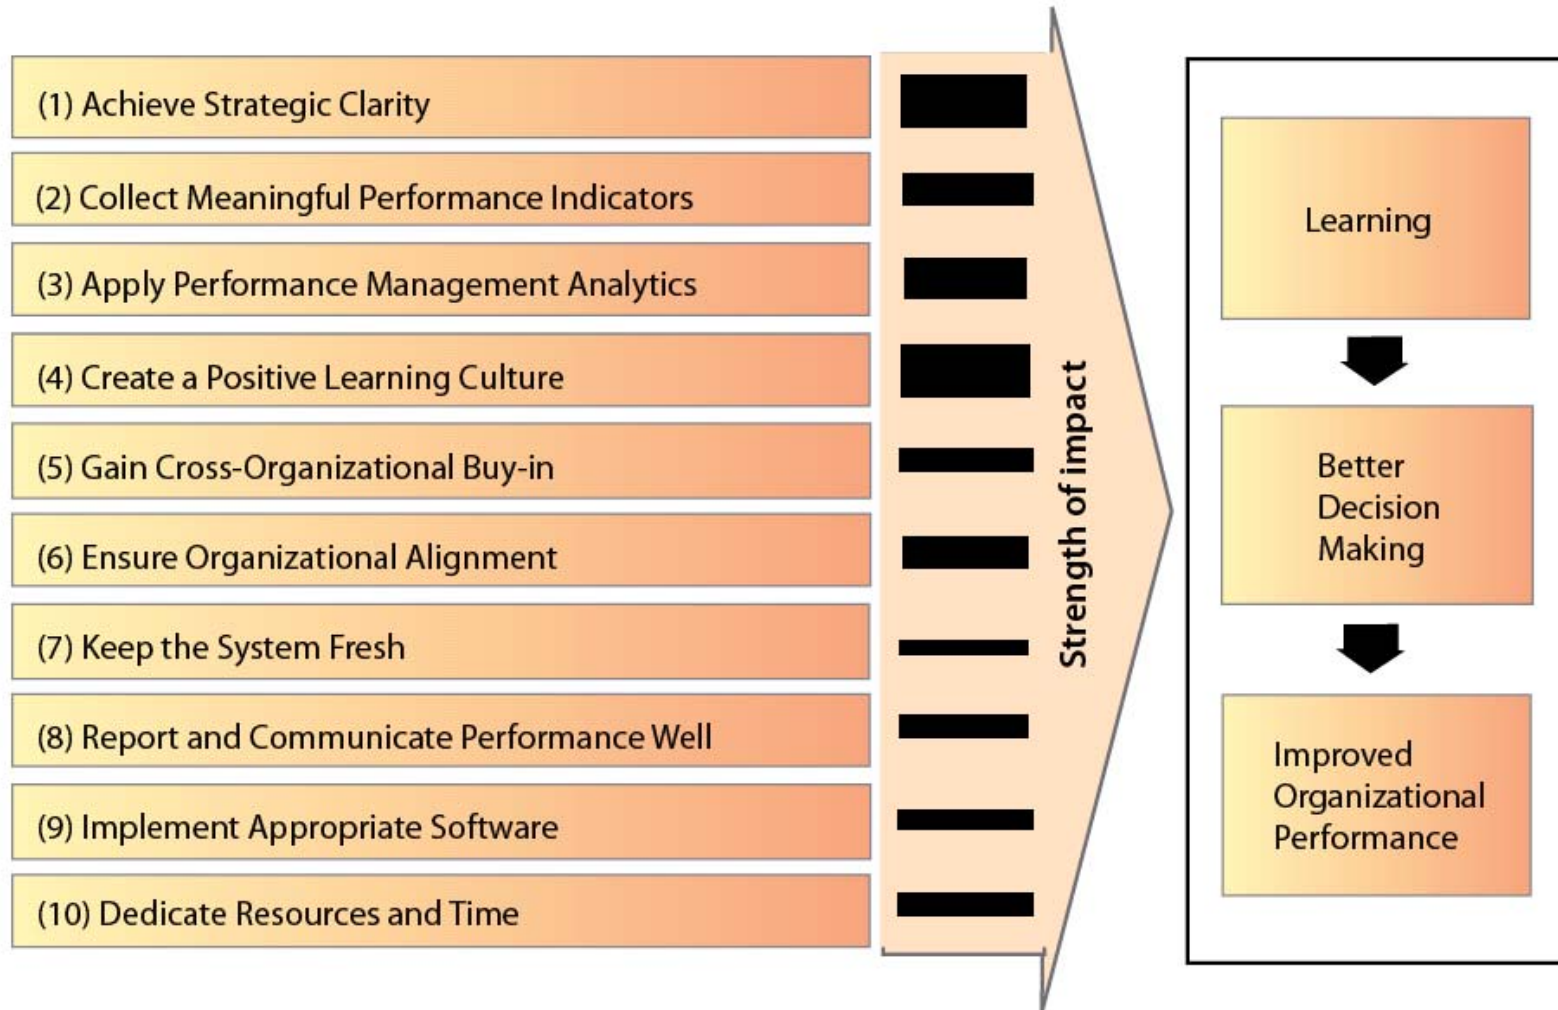 (1) Achieve Strategic Clarity
(2) Collect Meaningful Performance Indicators
(3) Apply Performance Management Analytics
(4) Create a Positive Learning Culture
(5) Gain Cross-Organizational Buy-in
(6) Ensure Organizational Alignment
(7) Keep the System Fresh
(8) Report and Communicate Performance Well
(9) Implement Appropriate Software
(10) Dedicate Resources and Time
Strength of impact
Learning
Better
Decision
Making
Improved
Organizational
Performance